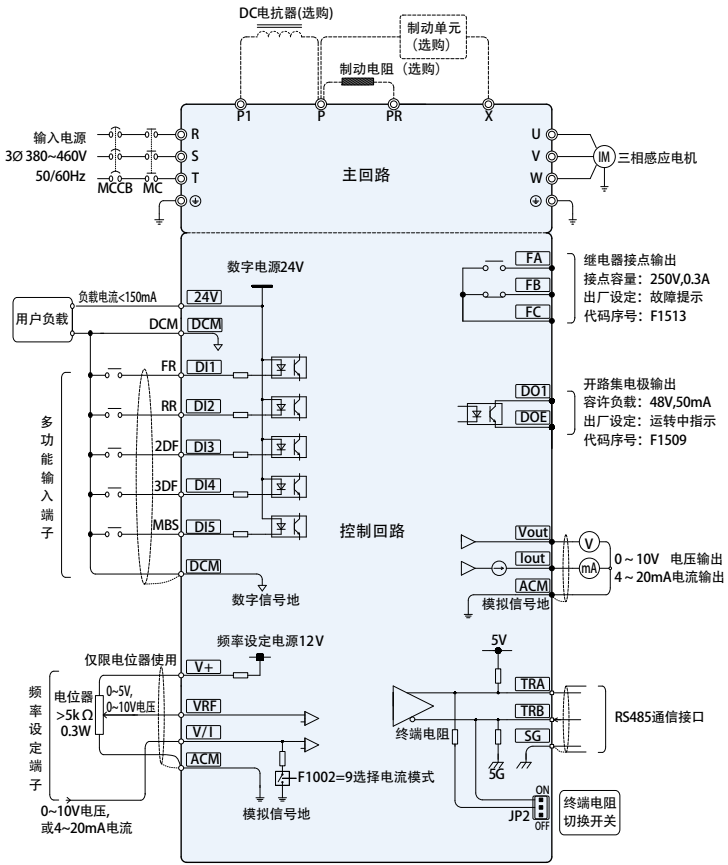 DC电抗器(选购)
制动单元
（选购）
制动电阻（选购）
P1
P
PR
X
输入电源
3Ø 380~460V
50/60Hz
MCCB
MC
R
S
T
主回路
U
V
W
IM
三相感应电机
数字电源24V
用户负载
负载电流<150mA
24V
DCM
DCM
多功能输入端子
FR
DI1
RR
DI2
2DF
DI3
3DF
DI4
MBS
DI5
DCM
数字信号地
控制回路
FA
FB
FC
继电器接点输出
接点容量：250V,0.3A
出厂设定：故障提示
代码序号：F1513
DO1
DOE
开路集电极输出
容许负载：48V,50mA
出厂设定：运转中指示
代码序号：F1509
Vout
Iout
ACM
V
mA
0～10V 电压输出
4～20mA电流输出
模拟信号地
频率设定电源12V
仅限电位器使用
频率设定端子
电位器
>5kΩ
0.3W
0~5V,
0~10V电压
V+
VRF
V/I
ACM
F1002=9选择电流模式
模拟信号地
0~10V电压,
或4~20mA电流
5V
TRA
TRB
SG
终端电阻
5G
RS485通信接口
ON
JP2
OFF
终端电阻
切换开关